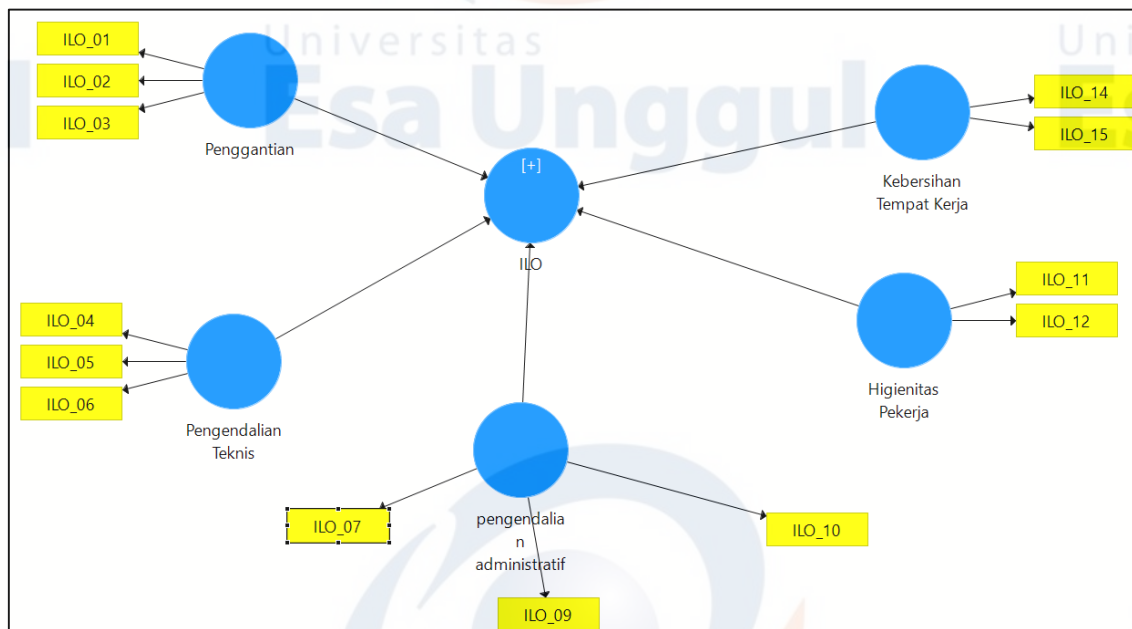 Universitas
Esa Unggul
Uni
ILO_01
ILO_02
ILO_03
Penggantian
[+]
ILO
ILO_14
ILO_15
Kebersihan
Tempat Kerja
ILO_04
ILO_05
ILO_06
Pengendalian
Teknis
ILO_11
ILO_12
Higienitas
Pekerja
pengendalia
n
administratif
ILO_07
ILO_10
ILO_09